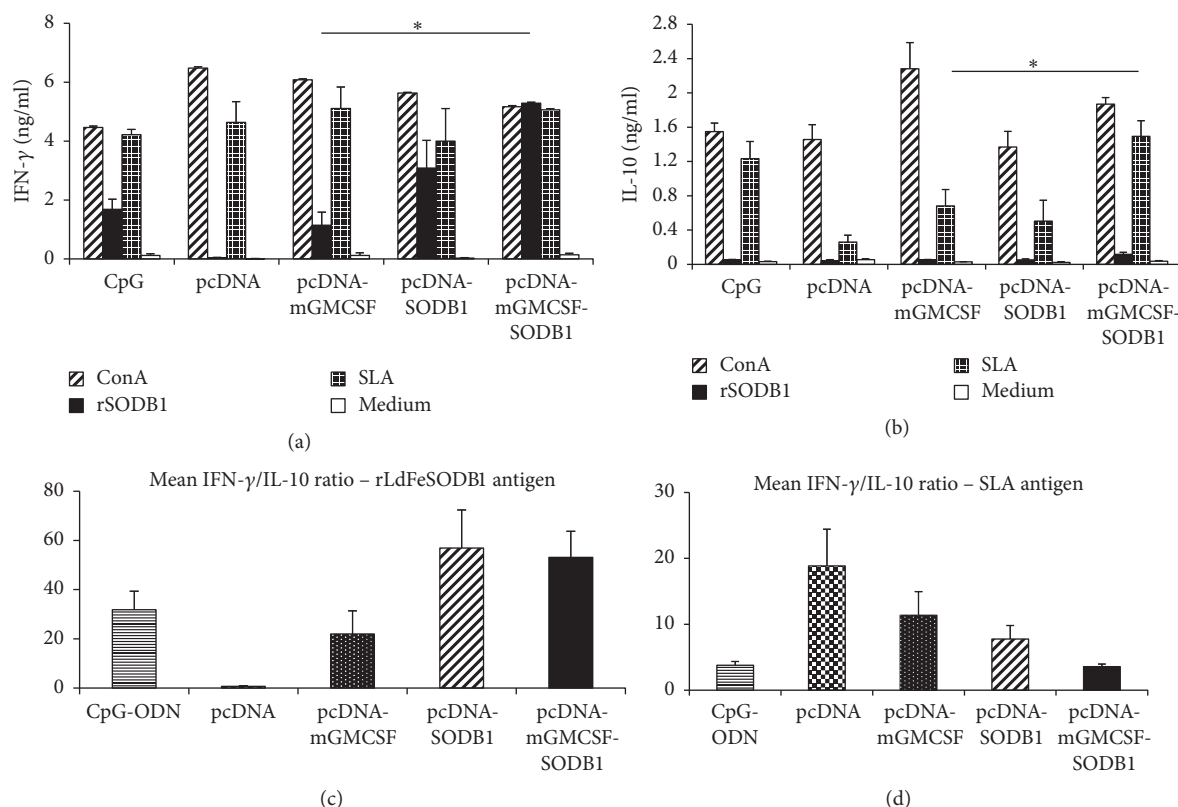 8
6
4
2
0
IFN-γ (ng/ml)
*
CpG
pcDNA
pcDNA-
mGMCSF
pcDNA-
SODB1
pcDNA-
mGMCSF-
SODB1
ConA
rSODB1
SLA
Medium
(a)
2.8
2.4
2
1.6
1.2
0.8
0.4
0
IL-10 (ng/ml)
*
CpG
pcDNA
pcDNA-
mGMCSF
pcDNA-
SODB1
pcDNA-
mGMCSF-
SODB1
ConA
rSODB1
SLA
Medium
(b)
Mean IFN-γ/IL-10 ratio – rLdFeSODB1 antigen
80
60
40
20
0
CpG-ODN
pcDNA
pcDNA-
mGMCSF
pcDNA-
SODB1
pcDNA-
mGMCSF-
SODB1
(c)
Mean IFN-γ/IL-10 ratio – SLA antigen
30
20
10
0
CpG-
ODN
pcDNA
pcDNA-
mGMCSF
pcDNA-
SODB1
pcDNA-
mGMCSF-
SODB1
(d)